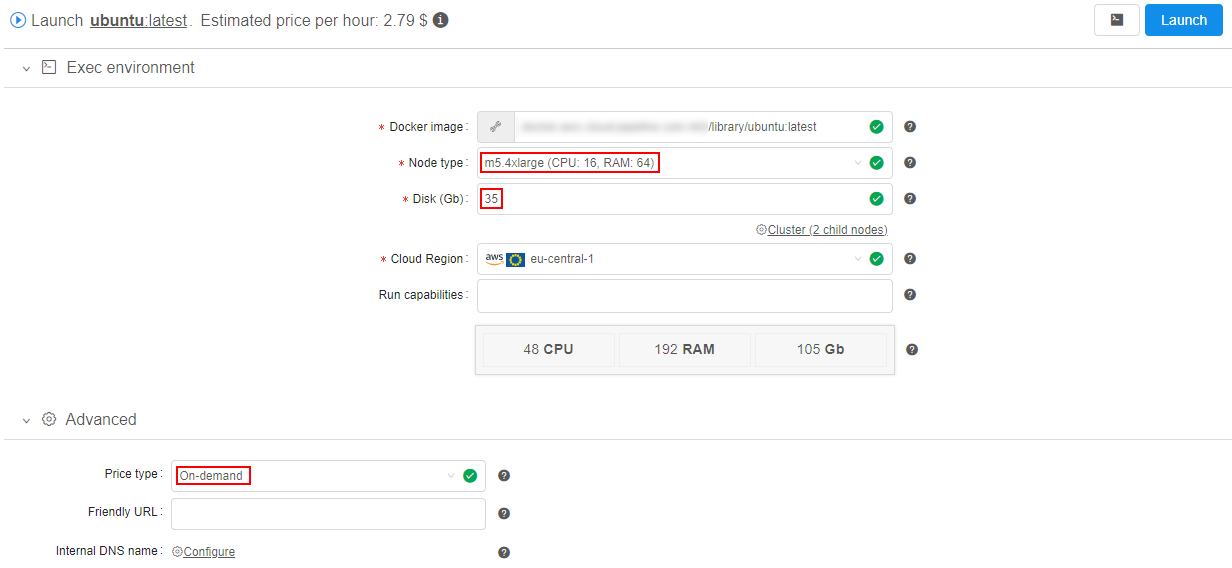 Launch ubuntu:latest. Estimated price per hour: 2.79 $
Launch
Exec environment
* Docker image: /library/ubuntu:latest
* Node type: m5.4xlarge (CPU: 16, RAM: 64)
* Disk (Gb): 35
Cluster (2 child nodes)
* Cloud Region: aws eu-central-1
Run capabilities:
48 CPU 192 RAM 105 Gb
Advanced
Price type: On-demand
Friendly URL:
Internal DNS name: Configure